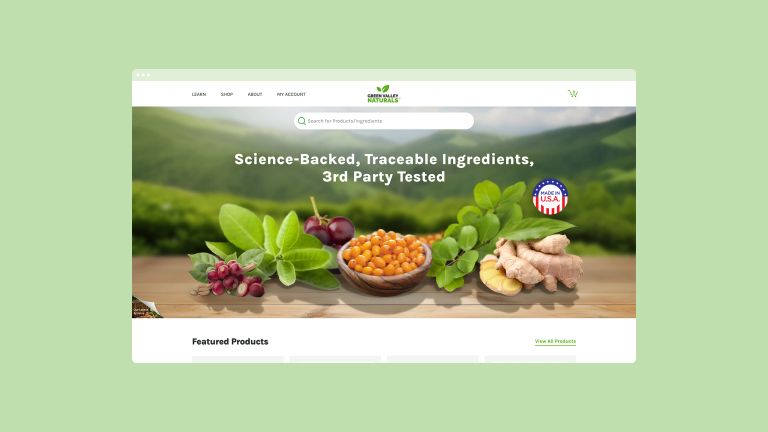 LEARN SHOP ABOUT MY ACCOUNT
GREEN VALLEY
NATURALS
Search for Products/Ingredients
Science-Backed, Traceable Ingredients,
3rd Party Tested
MADE IN
U.S.A.
Featured Products
View All Products